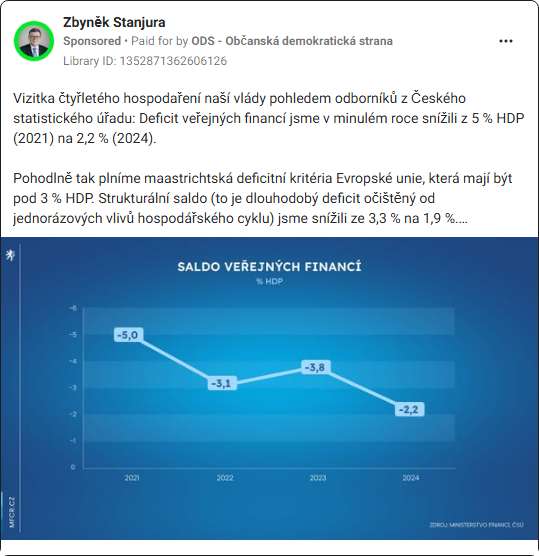 Zbyněk Stanjura
Sponsored • Paid for by ODS - Občanská demokratická strana
Library ID: 1352871362606126
Vizitka čtyřletého hospodaření naší vlády pohledem odborníků z Českého
statistického úřadu: Deficit veřejných financí jsme v minulém roce snížili z 5 % HDP
(2021) na 2,2 % (2024).
Pohodlně tak plníme maastrichtská deficitní kritéria Evropské unie, která mají být
pod 3 % HDP. Strukturální saldo (to je dlouhodobý deficit očištěný od
jednorázových vlivů hospodářského cyklu) jsme snížili ze 3,3 % na 1,9 %....
SALDO VEŘEJNÝCH FINANCÍ
% HDP
-6
-5
-4
-3
-2
-1
0
-5,0
-3,1
-3,8
-2,2
2021
2022
2023
2024
MFCR.CZ
ZDROJ: MINISTERSTVO FINANCÍ, ČSÚ